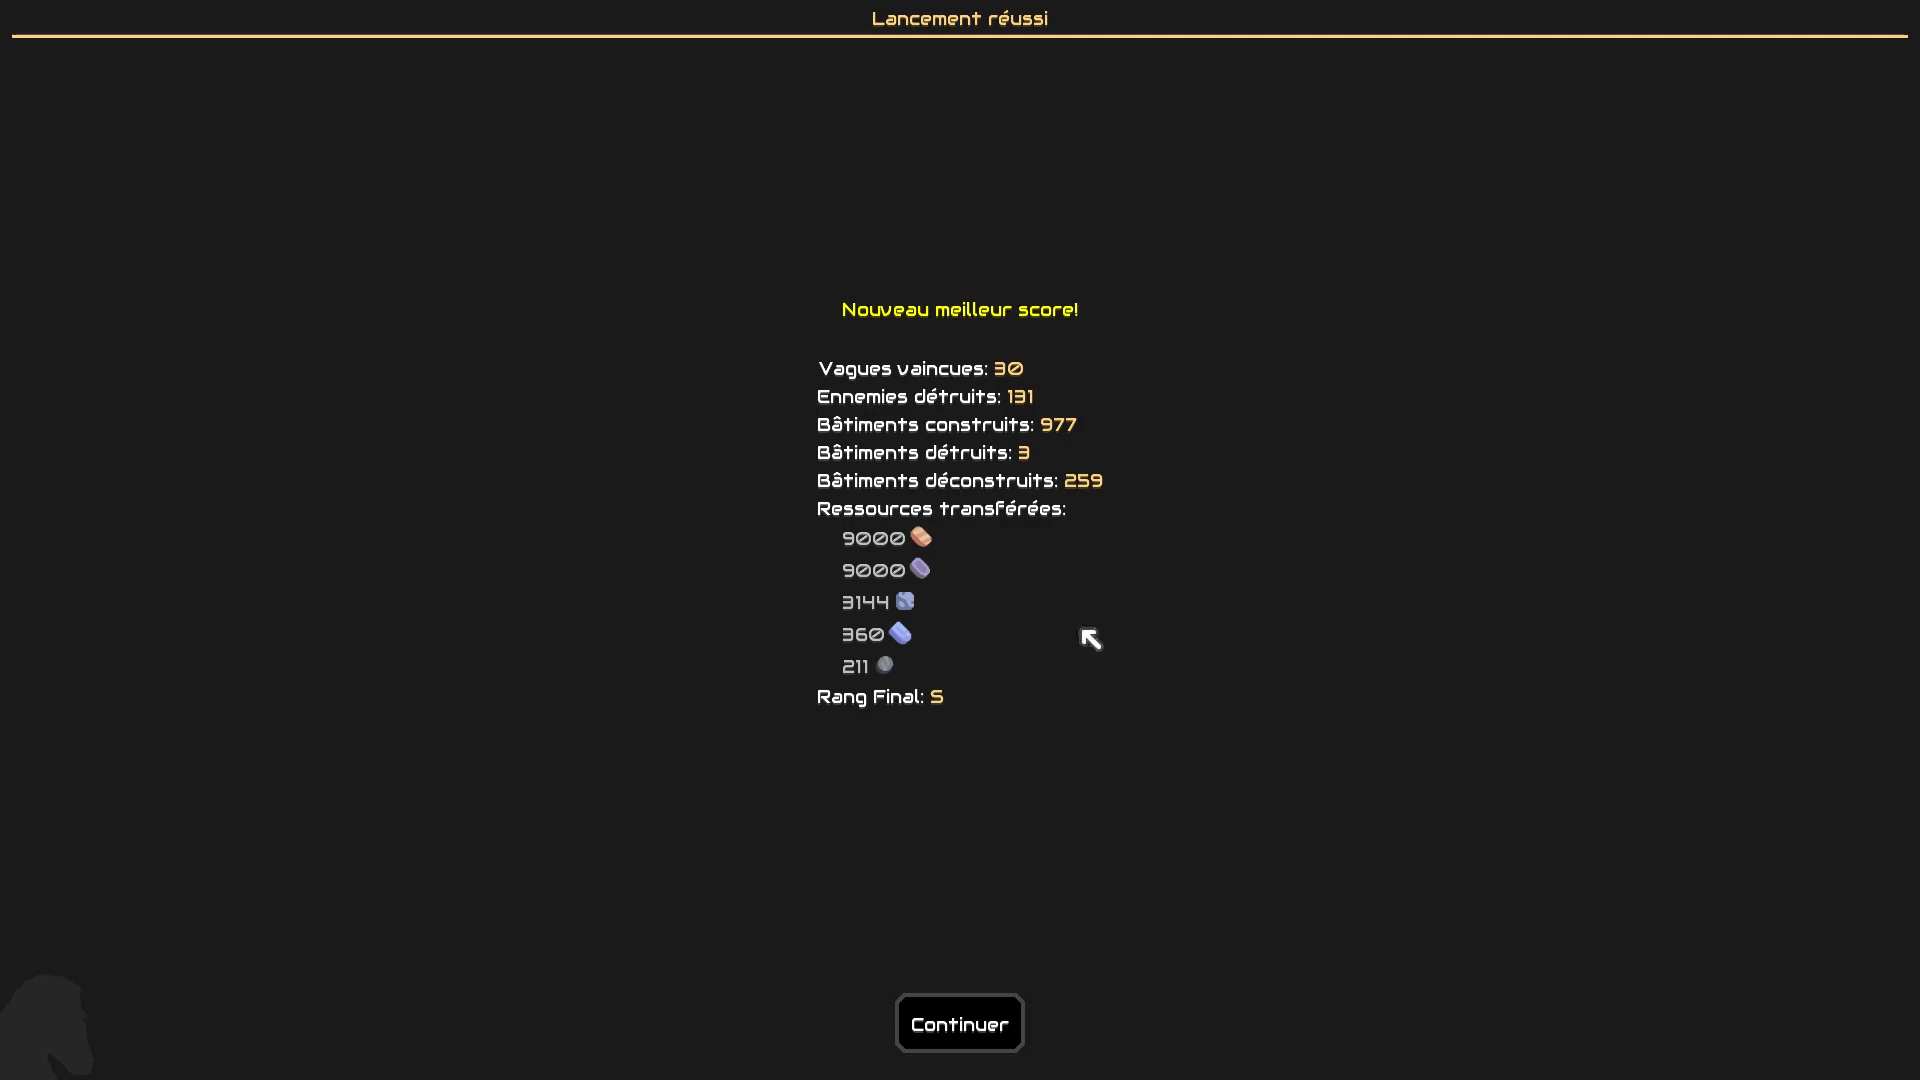 Lancement réussi
Nouveau meilleur score!
Vagues vaincues: 30
Ennemies détruits: 131
Bâtiments construits: 977
Bâtiments détruits: 3
Bâtiments déconstruits: 259
Ressources transférées:
9000
9000
3144
360
211
Rang Final: S
Continuer